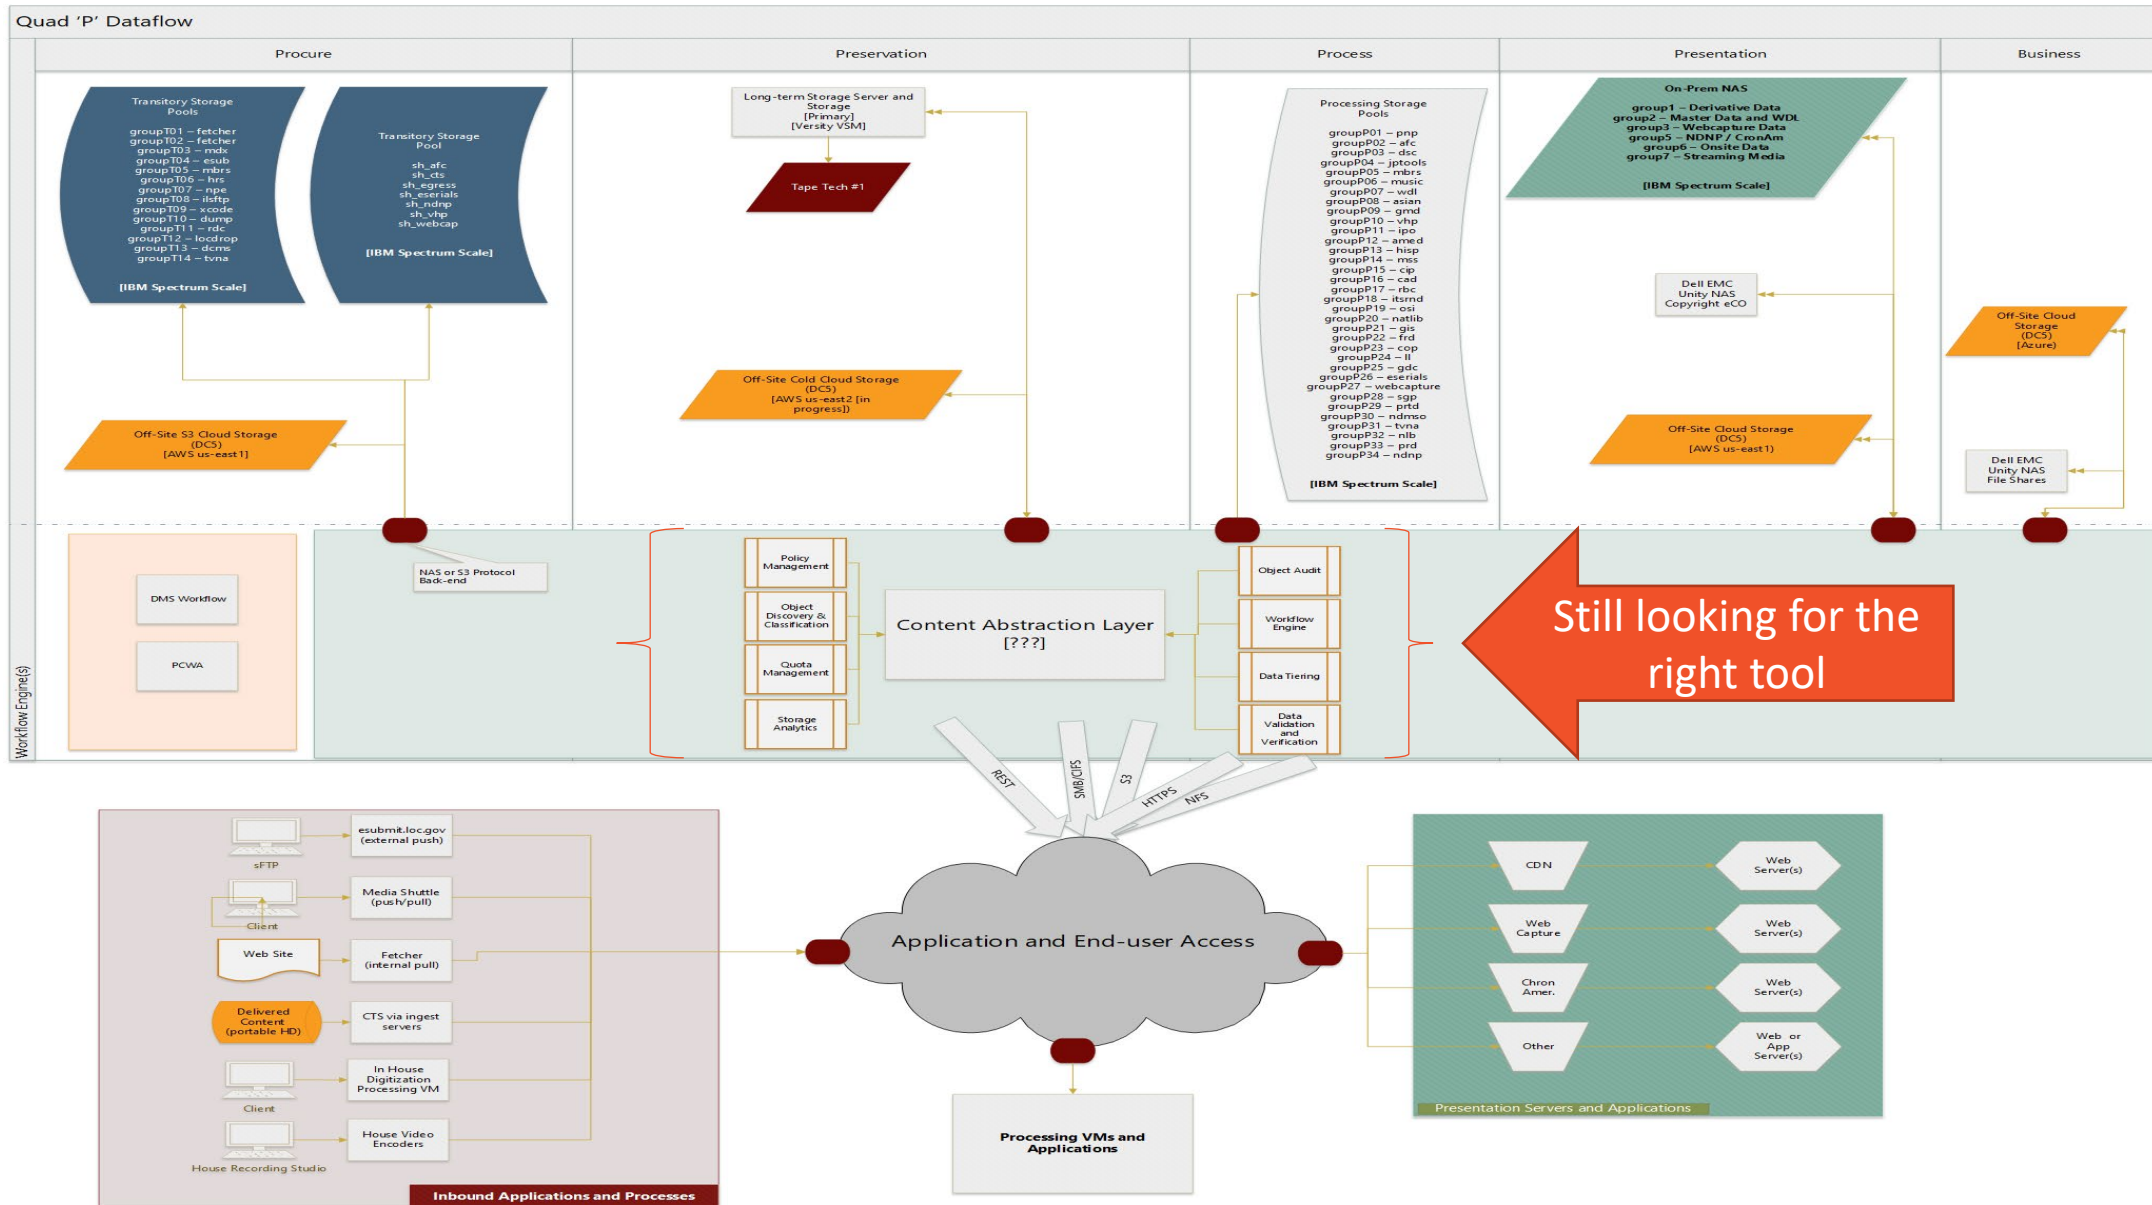 Quad 'P' Dataflow
Procure
Preservation
Process
Presentation
Business
Transitory Storage
Pools
groupT01 – fetcher
groupT02 – fetcher
groupT03 – mdx
groupT04 – esub
groupT05 – mbrs
groupT06 – hrs
groupT07 – npe
groupT08 – ilsftp
groupT09 – xcode
groupT10 – dump
groupT11 – rdc
groupT12 – locdrop
groupT13 – dcms
groupT14 – tvna
[IBM Spectrum Scale]
Transitory Storage
Pool
sh_afc
sh_cts
sh_egress
sh_eserials
sh_ndnp
sh_vhp
sh_webcap
[IBM Spectrum Scale]
Off-Site S3 Cloud Storage
(DC5)
[AWS us-east1]
Long-term Storage Server and
Storage
[Primary]
[Versity VSM]
Tape Tech #1
Off-Site Cold Cloud Storage
(DC5)
[AWS us-east2 [in
progress])
Processing Storage
Pools
groupP01 – pnp
groupP02 – afc
groupP03 – dsc
groupP04 – jptools
groupP05 – mbrs
groupP06 – music
groupP07 – wdl
groupP08 – asian
groupP09 – gmd
groupP10 – vhp
groupP11 – ipo
groupP12 – amed
groupP13 – hisp
groupP14 – mss
groupP15 – cip
groupP16 – cad
groupP17 – rbc
groupP18 – itsrnd
groupP19 – osi
groupP20 – natlib
groupP21 – gis
groupP22 – frd
groupP23 – cop
groupP24 – ll
groupP25 – gdc
groupP26 – eserials
groupP27 – webcapture
groupP28 – sgp
groupP29 – prtd
groupP30 – ndmso
groupP31 – tvna
groupP32 – nlb
groupP33 – prd
groupP34 – ndnp
[IBM Spectrum Scale]
On-Prem NAS
group1 – Derivative Data
group2 – Master Data and WDL
group3 – Webcapture Data
group5 – NDNP / CronAm
group6 – Onsite Data
group7 – Streaming Media
[IBM Spectrum Scale]
Dell EMC
Unity NAS
Copyright eCO
Off-Site Cloud Storage
(DC5)
[AWS us-east1)
Off-Site Cloud
Storage
(DC5)
[Azure)
Dell EMC
Unity NAS
File Shares
Workflow Engine(s)
DMS Workflow
PCWA
NAS or S3 Protocol
Back-end
Policy
Management
Object
Discovery &
Classification
Quota
Management
Storage
Analytics
Content Abstraction Layer
[???]
Object Audit
Workflow
Engine
Data Tiering
Data
Validation
and
Verification
Still looking for the
right tool
REST
SMB/CIFS
S3
HTTPS
NFS
sFTP
esubmit.loc.gov
(external push)
Client
Media Shuttle
(push/pull)
Web Site
Fetcher
(internal pull)
Delivered
Content
(portable HD)
CTS via ingest
servers
Client
In House
Digitization
Processing VM
House Recording Studio
House Video
Encoders
Inbound Applications and Processes
Application and End-user Access
Processing VMs and
Applications
CDN
Web
Server(s)
Web
Capture
Web
Server(s)
Chron
Amer.
Web
Server(s)
Other
Web or
App
Server(s)
Presentation Servers and Applications